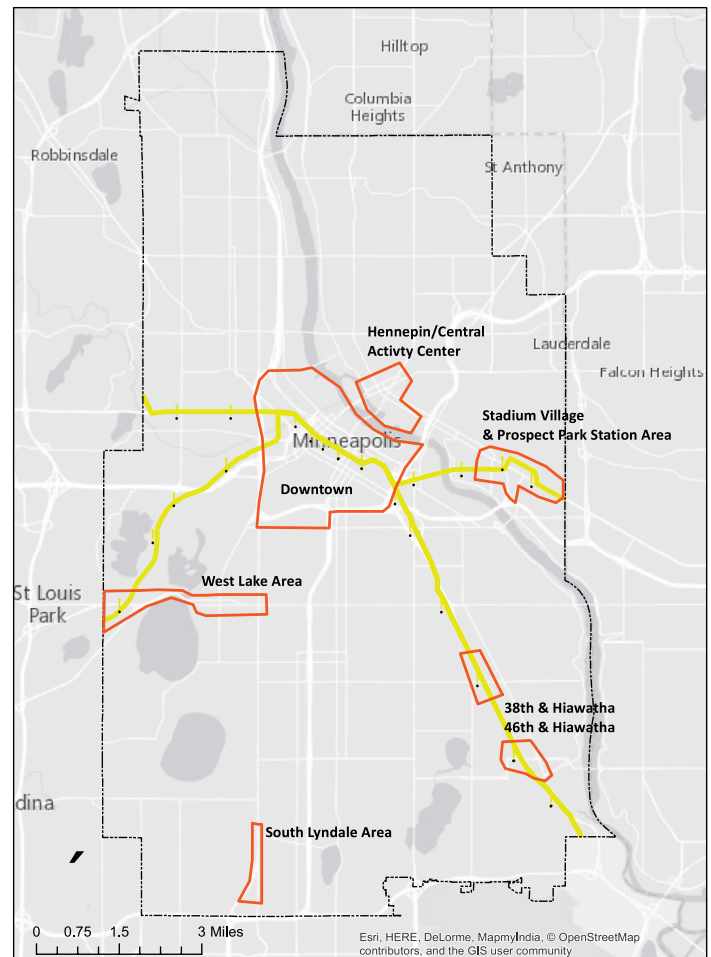 Hilltop
Columbia
Heights
Robbinsdale
St Anthony
Hennepin/Central
Activty Center
Lauderdale
Falcon Heights
Stadium Village
& Prospect Park Station Area
Minneapolis
Downtown
West Lake Area
St Louis
Park
38th & Hiawatha
46th & Hiawatha
dina
South Lyndale Area
0 0.75 1.5 3 Miles
Esri, HERE, DeLorme, MapmyIndia, © OpenStreetMap
contributors, and the GIS user community